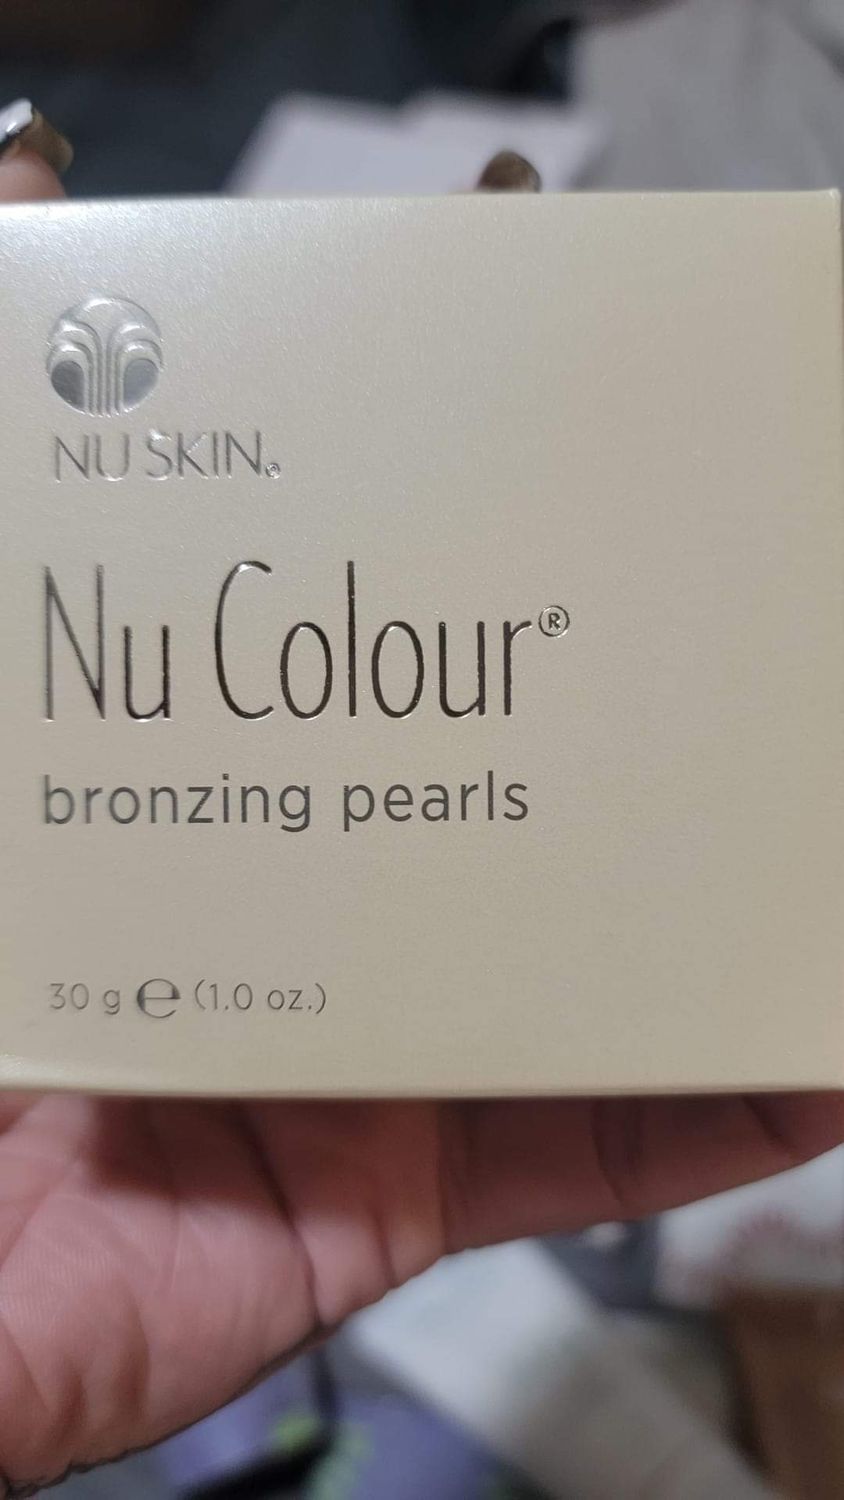 NU SKIN®
Nu Colour®
bronzing pearls
30 g ℮ (1.0 oz.)